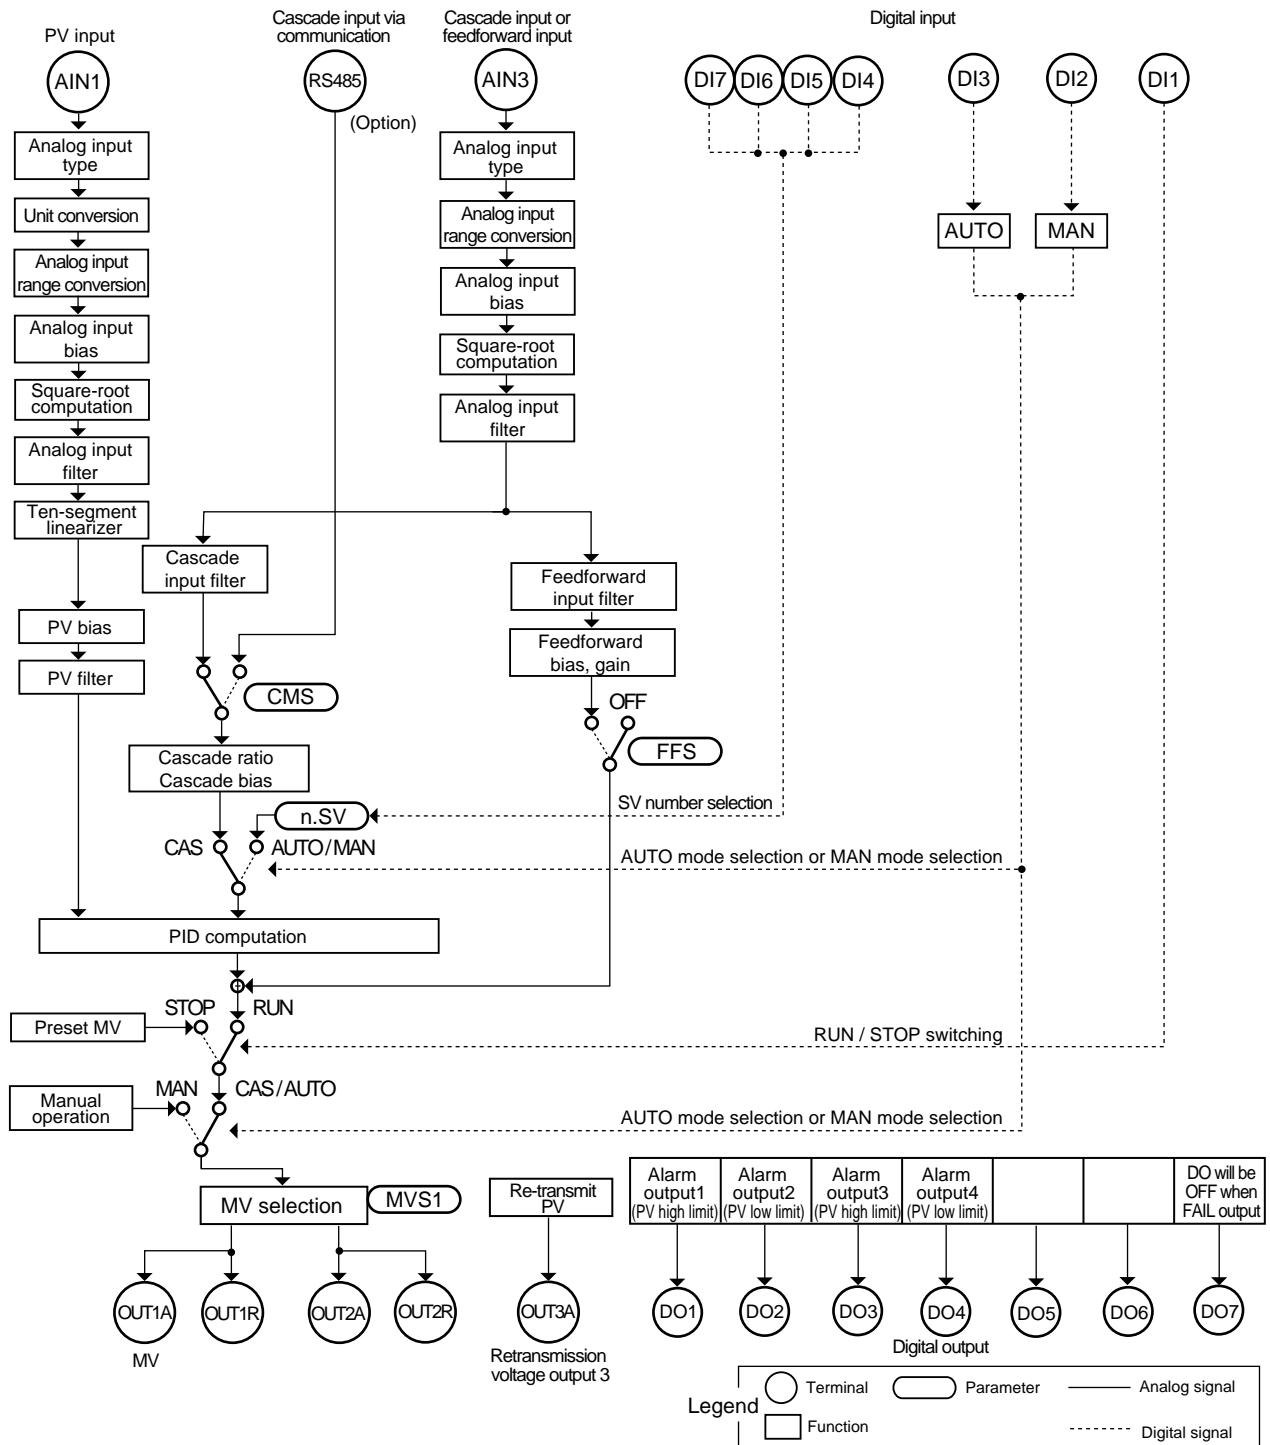 PV input
Cascade input via
communication
Cascade input or
feedforward input
Digital input
AIN1
RS485
AIN3
DI7
DI6
DI5
DI4
DI3
DI2
DI1
(Option)
Analog input
type
Unit conversion
Analog input
range conversion
Analog input
bias
Square-root
computation
Analog input
filter
Ten-segment
linearizer
PV bias
PV filter
Analog input
type
Analog input
range conversion
Analog input
bias
Square-root
computation
Analog input
filter
AUTO
MAN
Cascade
input filter
CMS
Cascade ratio
Cascade bias
Feedforward
input filter
Feedforward
bias, gain
OFF
FFS
SV number selection
n.SV
CAS
AUTO/MAN
AUTO mode selection or MAN mode selection
PID computation
STOP
RUN
Preset MV
RUN / STOP switching
MAN
CAS/AUTO
Manual
operation
AUTO mode selection or MAN mode selection
MV selection
MVS1
Re-transmit
PV
Alarm
output1
(PV high limit)
Alarm
output2
(PV low limit)
Alarm
output3
(PV high limit)
Alarm
output4
(PV low limit)
DO will be
OFF when
FAIL output
OUT1A
OUT1R
OUT2A
OUT2R
OUT3A
DO1
DO2
DO3
DO4
DO5
DO6
DO7
MV
Retransmission
voltage output 3
Digital output
Legend
Terminal
Parameter
Analog signal
Function
Digital signal